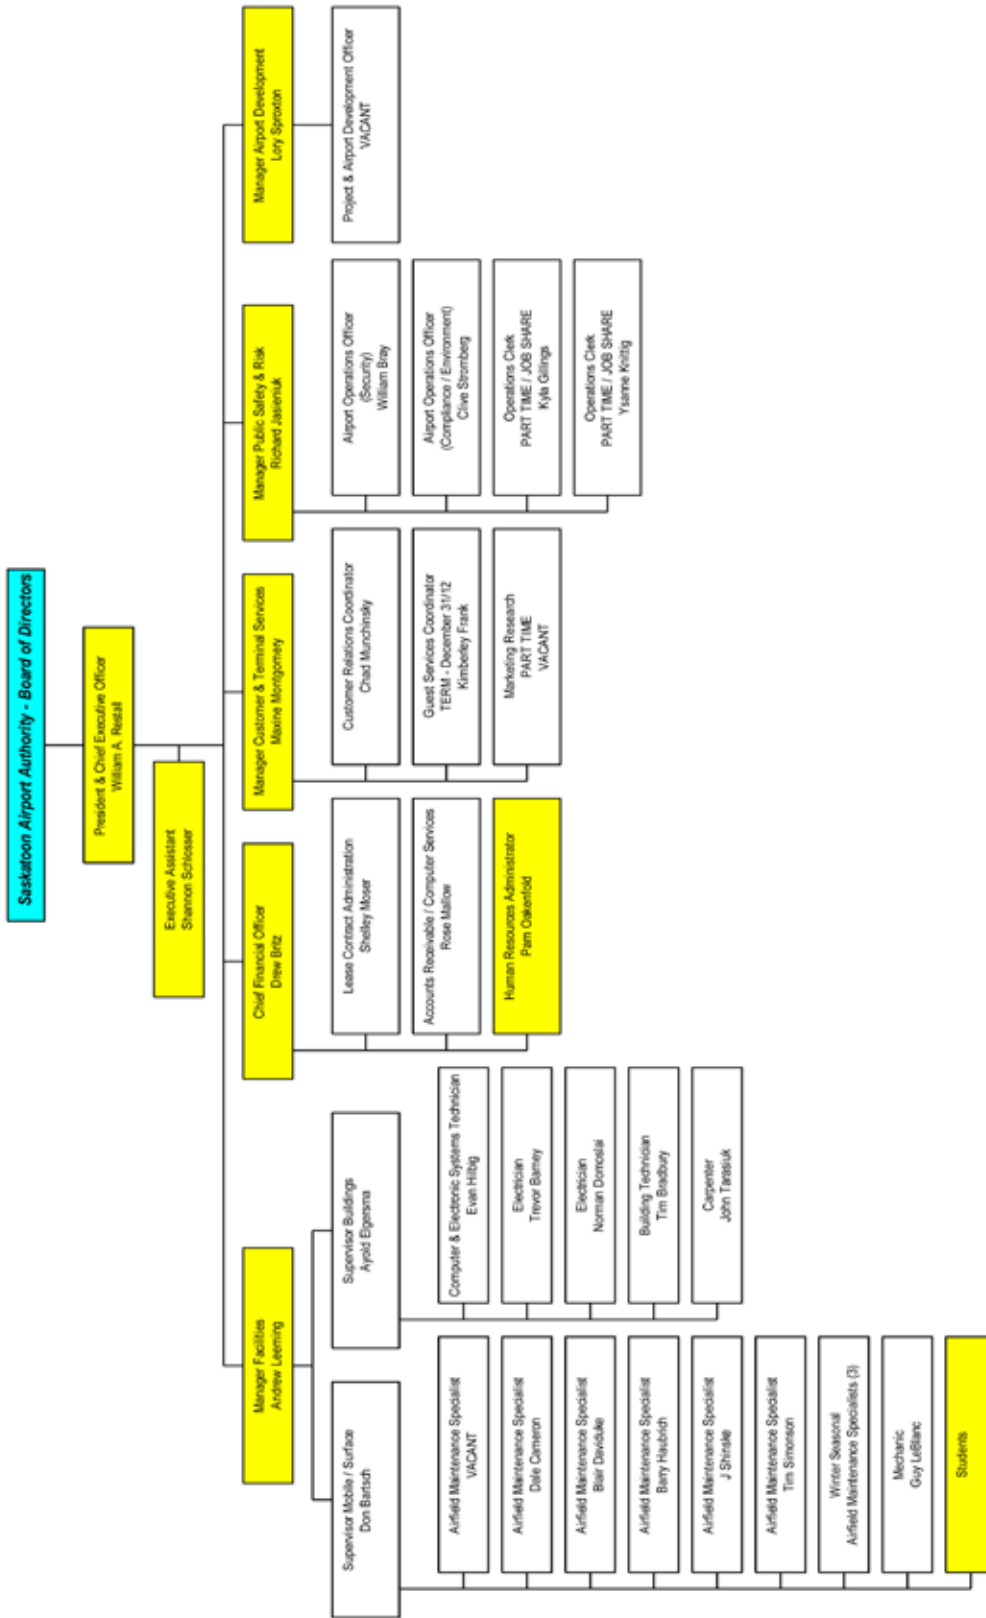 Saskatoon Airport Authority - Board of Directors
President & Chief Executive Officer
William A. Restall
Executive Assistant
Shannon Schlosser
Manager Facilities
Andrew Leeming
Supervisor Mobile / Surface
Don Bartsch
Airfield Maintenance Specialist
VACANT
Airfield Maintenance Specialist
Dale Cameron
Airfield Maintenance Specialist
Blair Daviduke
Airfield Maintenance Specialist
Barry Haubrich
Airfield Maintenance Specialist
J Shinske
Airfield Maintenance Specialist
Tim Simonson
Winter Seasonal
Airfield Maintenance Specialists (3)
Mechanic
Guy LeBlanc
Students
Supervisor Buildings
Ayold Elgersma
Computer & Electronic Systems Technician
Evan Hilbig
Electrician
Trevor Barney
Electrician
Norman Domoslai
Building Technician
Tim Bradbury
Carpenter
John Tarasiuk
Chief Financial Officer
Drew Britz
Lease Contract Administration
Shelley Moser
Accounts Receivable / Computer Services
Rose Mallow
Human Resources Administrator
Pam Oakenfold
Manager Customer & Terminal Services
Maxine Montgomery
Customer Relations Coordinator
Chad Munchinsky
Guest Services Coordinator
TERM - December 31/12
Kimberley Frank
Marketing Research
PART TIME
VACANT
Manager Public Safety & Risk
Richard Jasieniuk
Airport Operations Officer
(Security)
William Bray
Airport Operations Officer
(Compliance / Environment)
Clive Stromberg
Operations Clerk
PART TIME / JOB SHARE
Kyla Gillings
Operations Clerk
PART TIME / JOB SHARE
Ysanne Knittig
Manager Airport Development
Lory Sproxton
Project & Airport Development Officer
VACANT